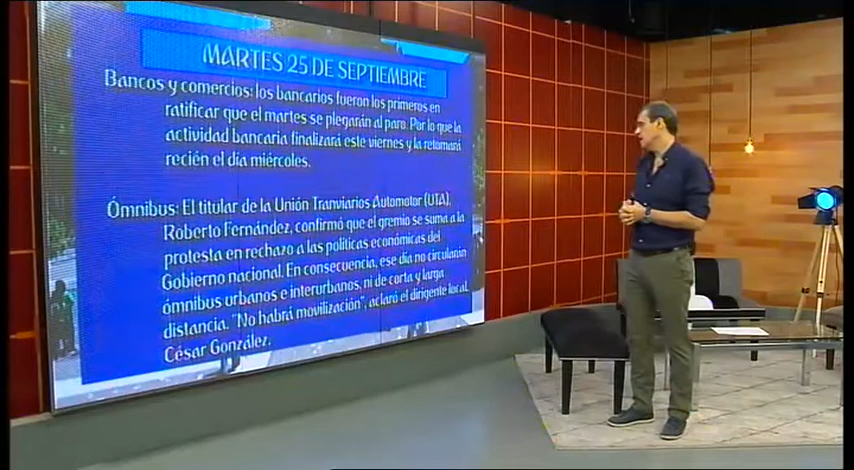 MARTES 25 DE SEPTIEMBRE
Bancos y comercios: los bancarios fueron los primeros en
ratificar que el martes se plegarán al paro. Por lo que la
actividad bancaria finalizará este viernes y la retomará
recién el día miércoles.
Ómnibus: El titular de la Unión Tranviarios Automotor (UTA),
Roberto Fernández, confirmó que el gremio se suma a la
protesta en rechazo a las políticas económicas del
Gobierno nacional. En consecuencia, ese día no circularán
ómnibus urbanos e interurbanos, ni de corta y larga
distancia. "No habrá movilización", aclaró el dirigente local,
César González.